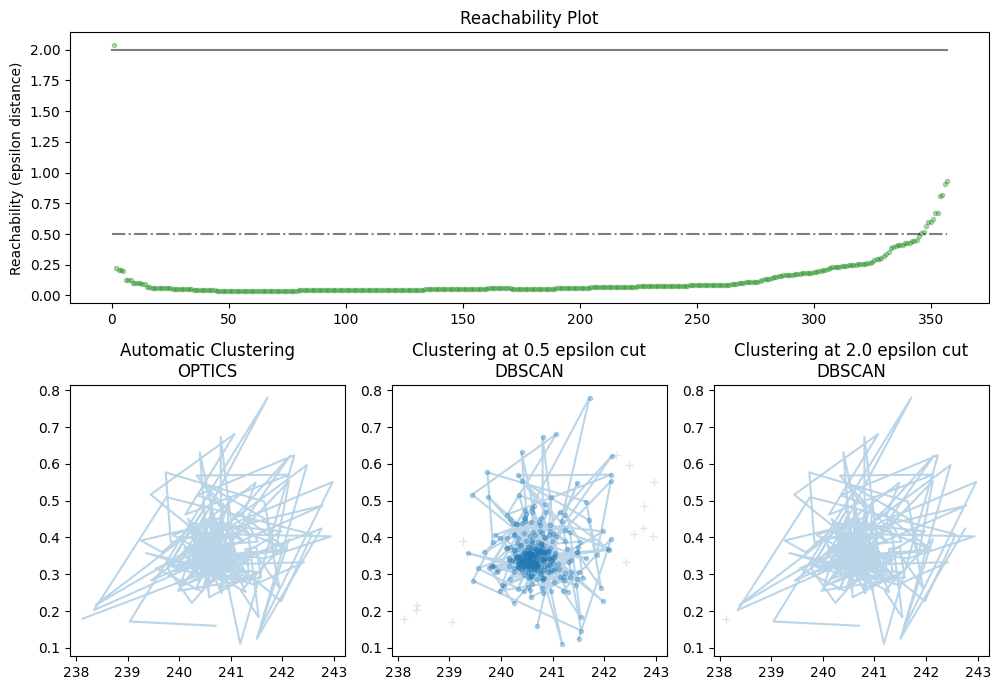 Reachability Plot
Reachability (epsilon distance)
2.00
1.75
1.50
1.25
1.00
0.75
0.50
0.25
0.00
0 50 100 150 200 250 300 350
Automatic Clustering
OPTICS
Clustering at 0.5 epsilon cut
DBSCAN
Clustering at 2.0 epsilon cut
DBSCAN
0.8 0.8 0.8
0.7 0.7 0.7
0.6 0.6 0.6
0.5 0.5 0.5
0.4 0.4 0.4
0.3 0.3 0.3
0.2 0.2 0.2
0.1 0.1 0.1
238 239 240 241 242 243 238 239 240 241 242 243 238 239 240 241 242 243